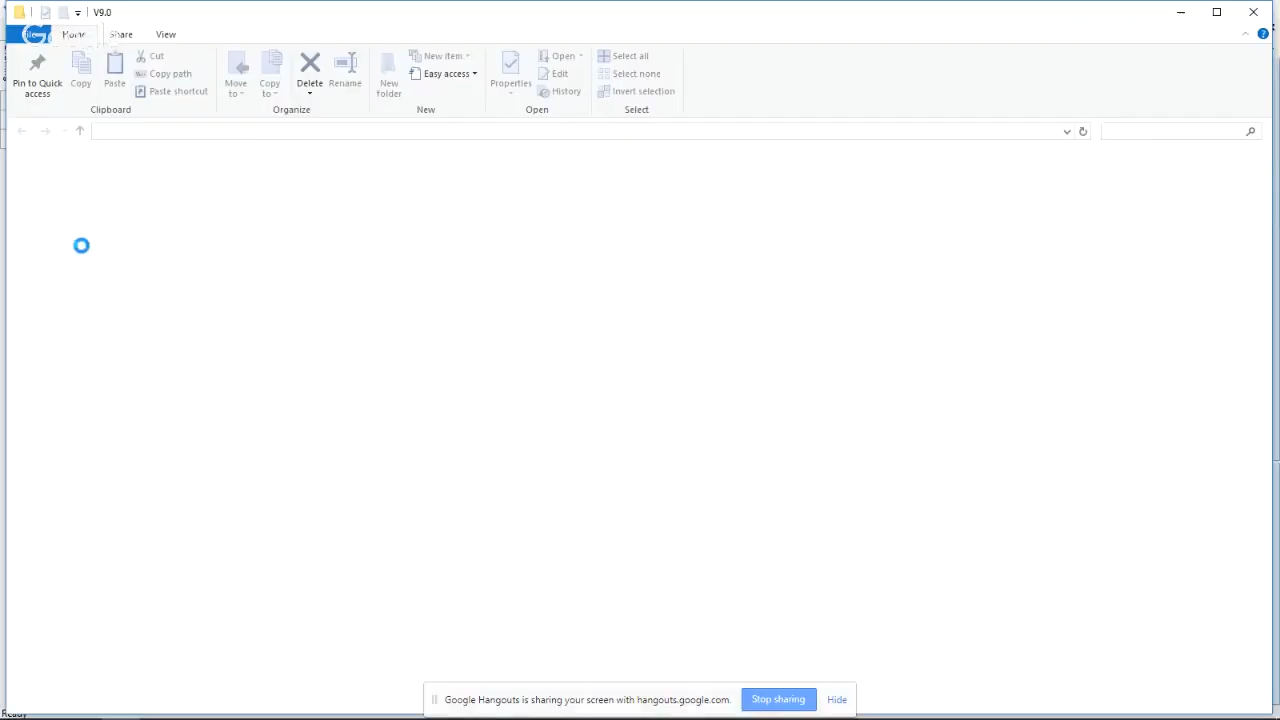 V9.0
Home
Share
View
Pin to Quick access
Copy
Paste
Cut
Copy path
Paste shortcut
Clipboard
Move to
Copy to
Delete
Rename
Organize
New folder
New item
Easy access
New
Properties
Open
Edit
History
Open
Select all
Select none
Invert selection
Select
Google Hangouts is sharing your screen with hangouts.google.com.
Stop sharing
Hide
Ready